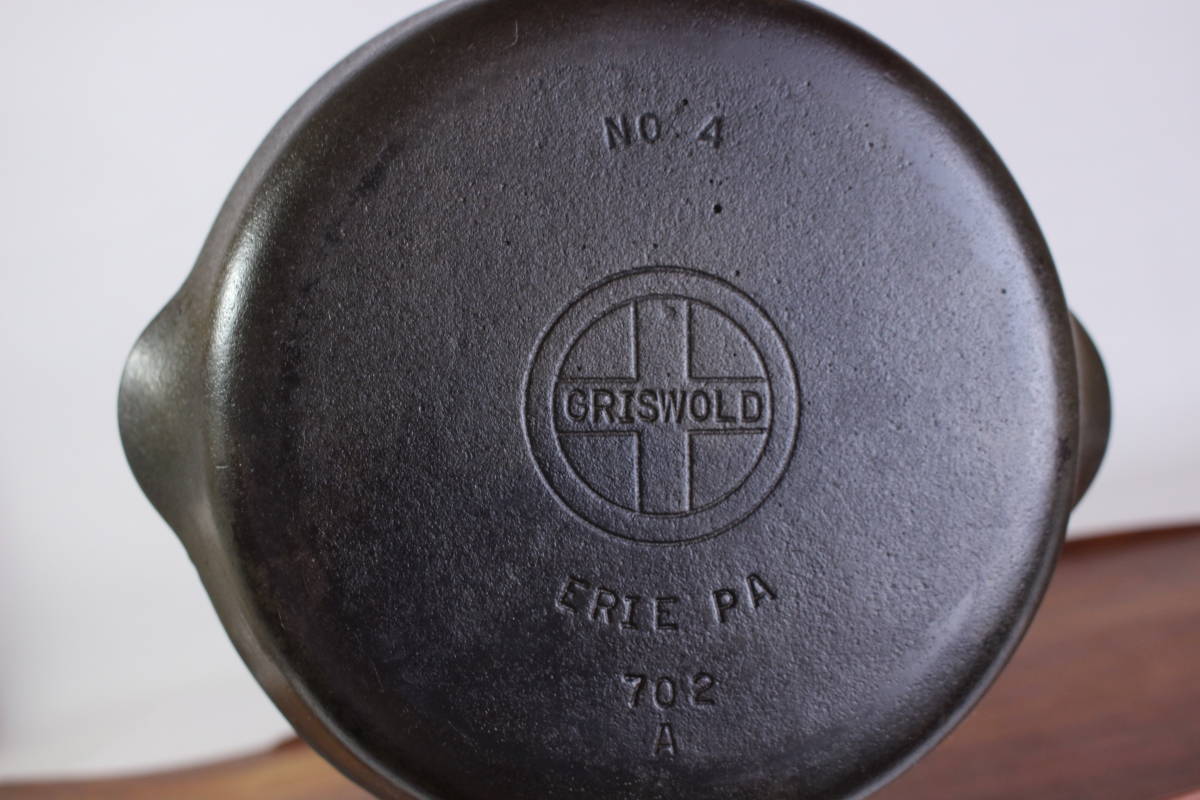 NO. 4
GRISWOLD
ERIE PA
702
A